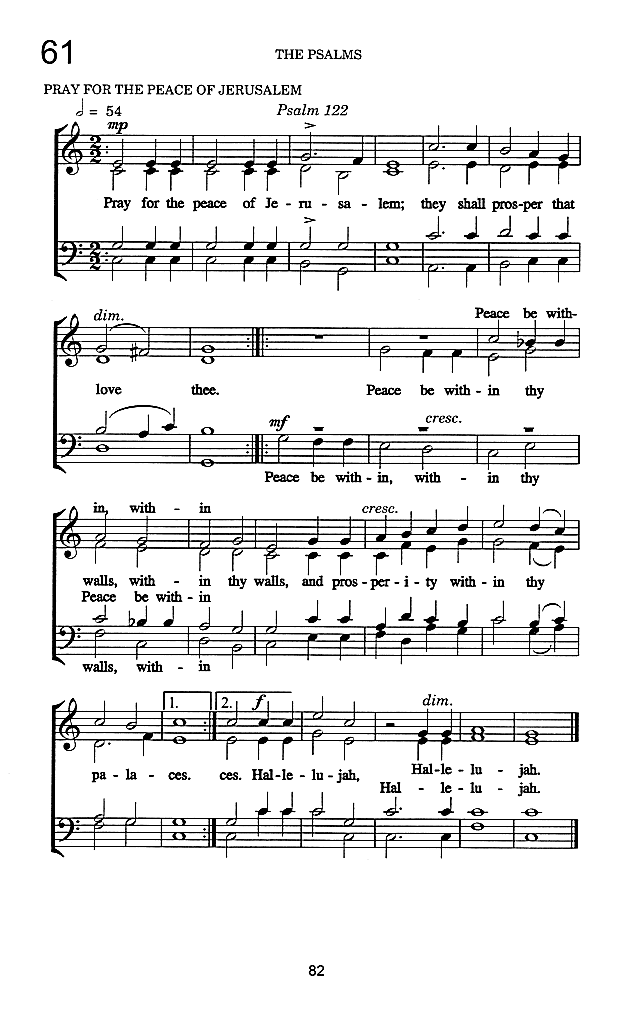 61
THE PSALMS
PRAY FOR THE PEACE OF JERUSALEM
= 54
Psalm 122
mp
Pray for the peace of Je - ru - sa - lem; they shall pros-per that
dim.
Peace be with-
love thee. Peace be with - in thy
mf
cresc.
Peace be with - in, with - in thy
in, with - in
cresc.
walls, with - in thy walls, and pros - per - i - ty with - in thy
Peace be with - in
walls, with - in
1.
2.
f
dim.
pa - la - ces. ces. Hal-le - lu-jah, Hal-le - lu - jah.
Hal - le - lu - jah.
82